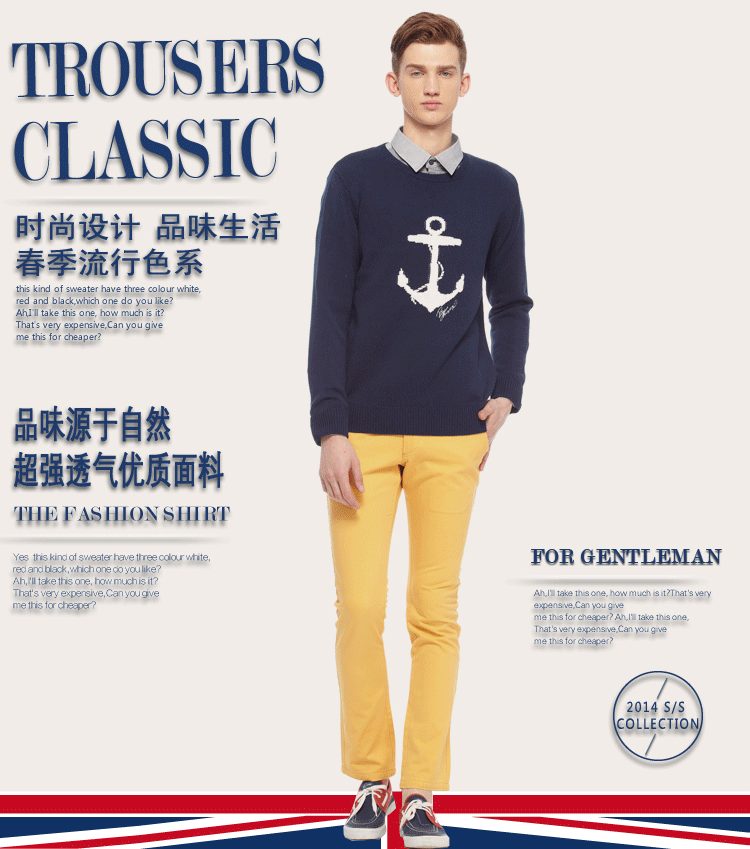 TROUSERS
CLASSIC
时尚设计 品味生活
春季流行色系
this kind of sweater have three colour white,
red and black,which one do you like?
Ah,I'll take this one, how much is it?
That's very expensive,Can you give
me this for cheaper?
品味源于自然
超强透气优质面料
THE FASHION SHIRT
Yes this kind of sweater have three colour white,
red and black,which one do you like?
Ah,I'll take this one, how much is it?
That's very expensive,Can you give
me this for cheaper?
FOR GENTLEMAN
Ah,I'll take this one, how much is it?That's very
expensive,Can you give
me this for cheaper? Ah,I'll take this one,
That's very expensive,Can you give
me this for cheaper?
2014 S/S
COLLECTION